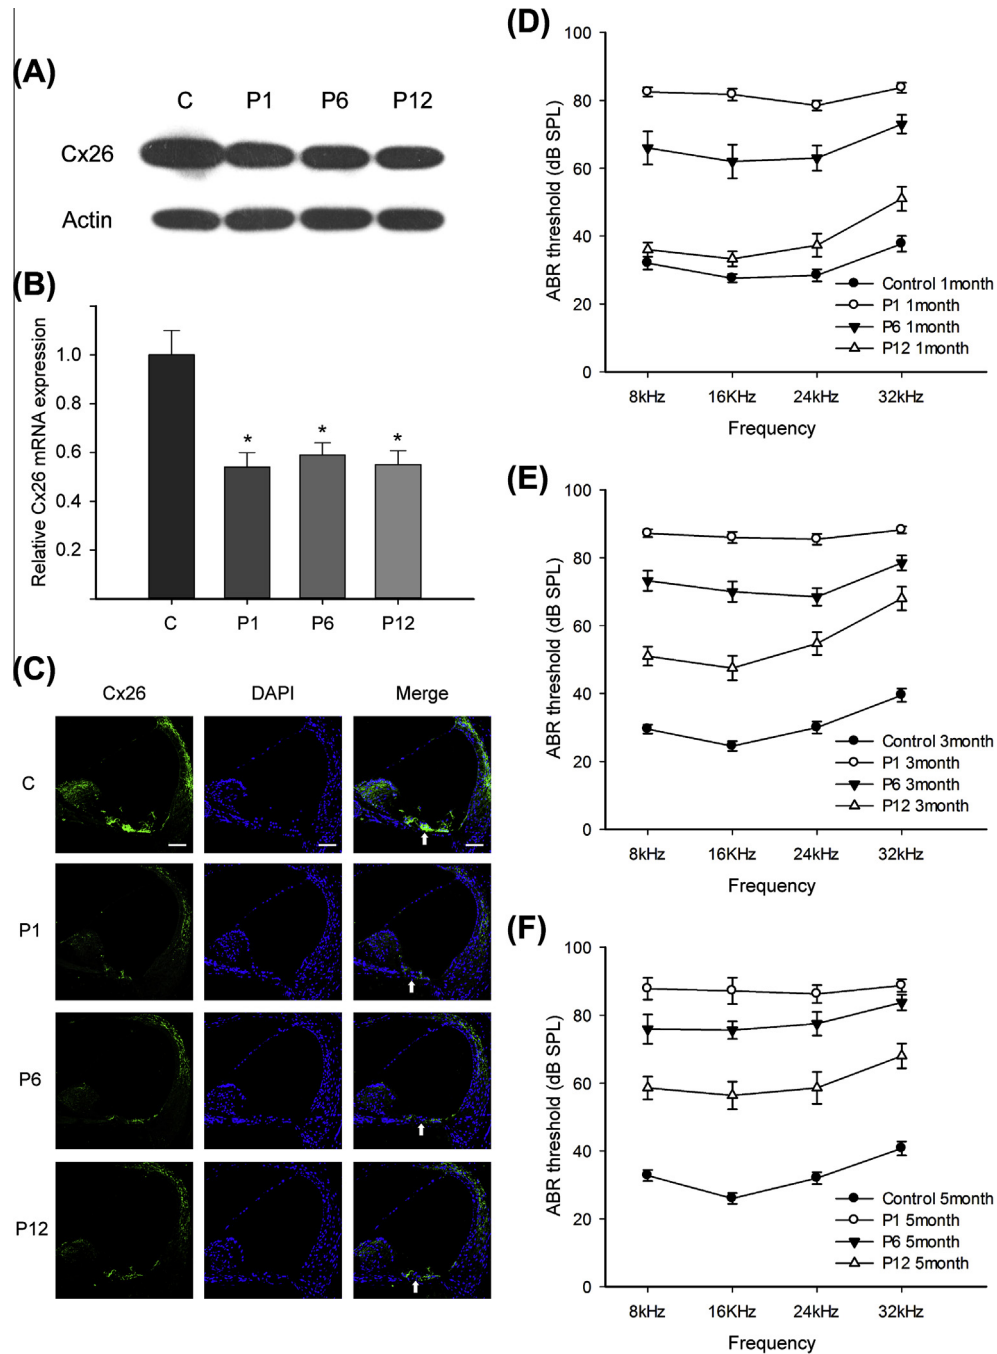 (A)
C P1 P6 P12
Cx26
Actin
(B)
Relative Cx26 mRNA expression
1.0
0.8
0.6
0.4
0.2
* * *
C P1 P6 P12
(C)
Cx26 DAPI Merge
C
P1
P6
P12
(D)
ABR threshold (dB SPL)
100
80
60
40
20
0
Control 1month
P1 1month
P6 1month
P12 1month
8kHz 16KHz 24kHz 32kHz
Frequency
(E)
ABR threshold (dB SPL)
100
80
60
40
20
0
Control 3month
P1 3month
P6 3month
P12 3month
8kHz 16KHz 24kHz 32kHz
Frequency
(F)
ABR threshold (dB SPL)
100
80
60
40
20
0
Control 5month
P1 5month
P6 5month
P12 5month
8kHz 16KHz 24kHz 32kHz
Frequency